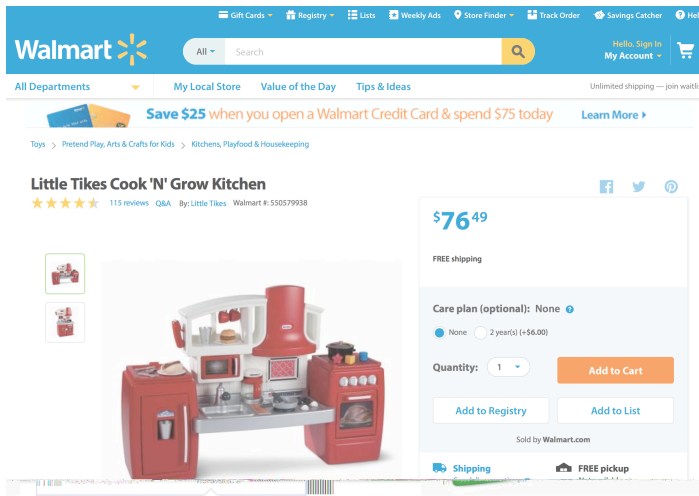 Gift Cards Registry Lists Weekly Ads Store Finder Track Order Savings Catcher Hel
Walmart
All Search
Hello. Sign In
My Account
All Departments My Local Store Value of the Day Tips & Ideas Unlimited shipping — join waitli
Save $25 when you open a Walmart Credit Card & spend $75 today Learn More
Toys Pretend Play, Arts & Crafts for Kids Kitchens, Playfood & Housekeeping
Little Tikes Cook 'N' Grow Kitchen
115 reviews Q&A By: Little Tikes Walmart #: 550579938
$76 49
FREE shipping
Care plan (optional): None ?
None 2 year(s) (+$6.00)
Quantity: 1 Add to Cart
Add to Registry Add to List
Sold by Walmart.com
Shipping FREE pickup